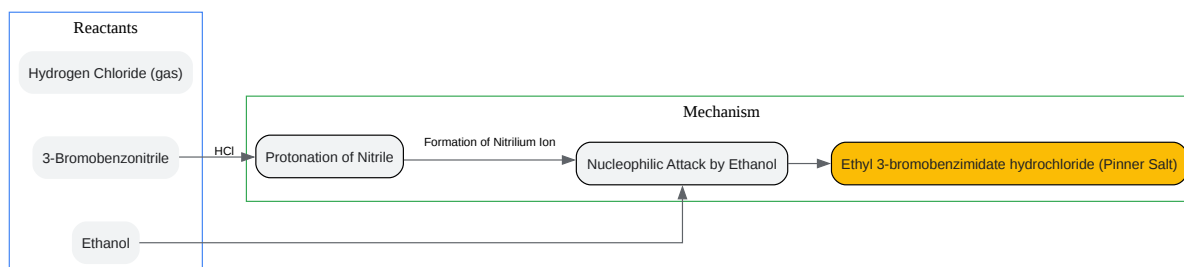 Reactants
Hydrogen Chloride (gas)
Mechanism
3-Bromobenzonitrile
HCl
Protonation of Nitrile
Formation of Nitrilium Ion
Nucleophilic Attack by Ethanol
Ethyl 3-bromobenzimidate hydrochloride (Pinner Salt)
Ethanol